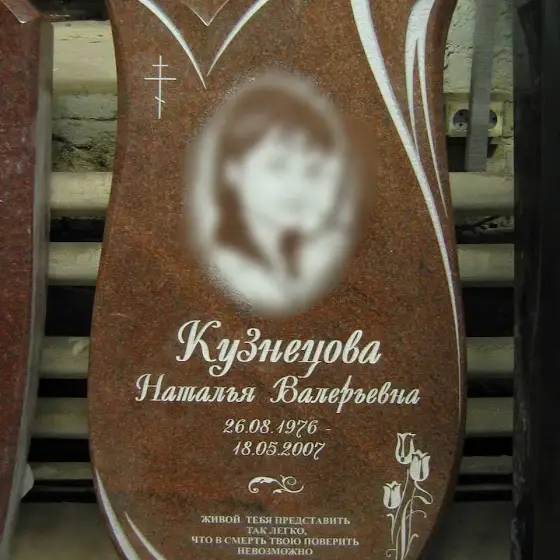 Кузнецова
Наталья Валерьевна
26.08.1976 -
18.05.2007
ЖИВОЙ ТЕБЯ ПРЕДСТАВИТЬ
ТАК ЛЕГКО,
ЧТО В СМЕРТЬ ТВОЮ ПОВЕРИТЬ
НЕВОЗМОЖНО